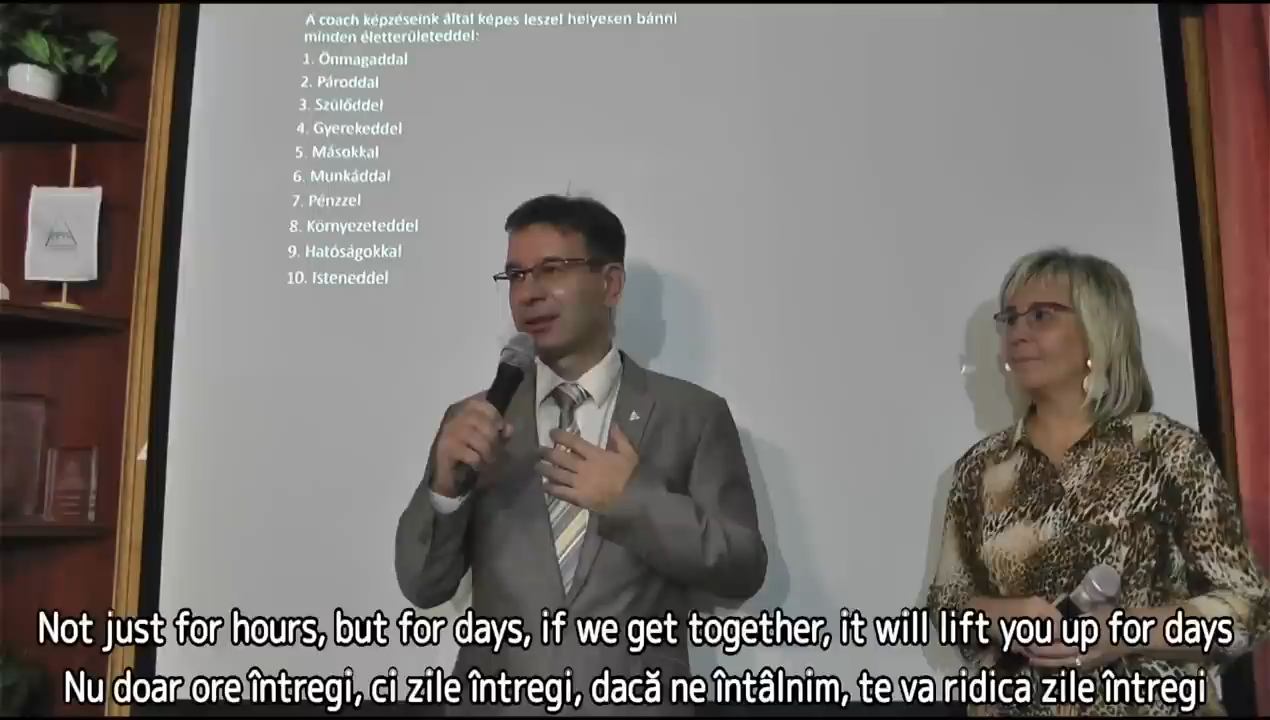 A coach képzéseink által képes leszel helyesen bánni
minden életterületeddel:
1. Önmagaddal
2. Pároddal
3. Szülőddel
4. Gyerekeddel
5. Másokkal
6. Munkáddal
7. Pénzzel
8. Környezeteddel
9. Hatóságokkal
10. Isteneddel
Not just for hours, but for days, if we get together, it will lift you up for days
Nu doar ore întregi, ci zile întregi, dacă ne întâlnim, te va ridica zile întregi